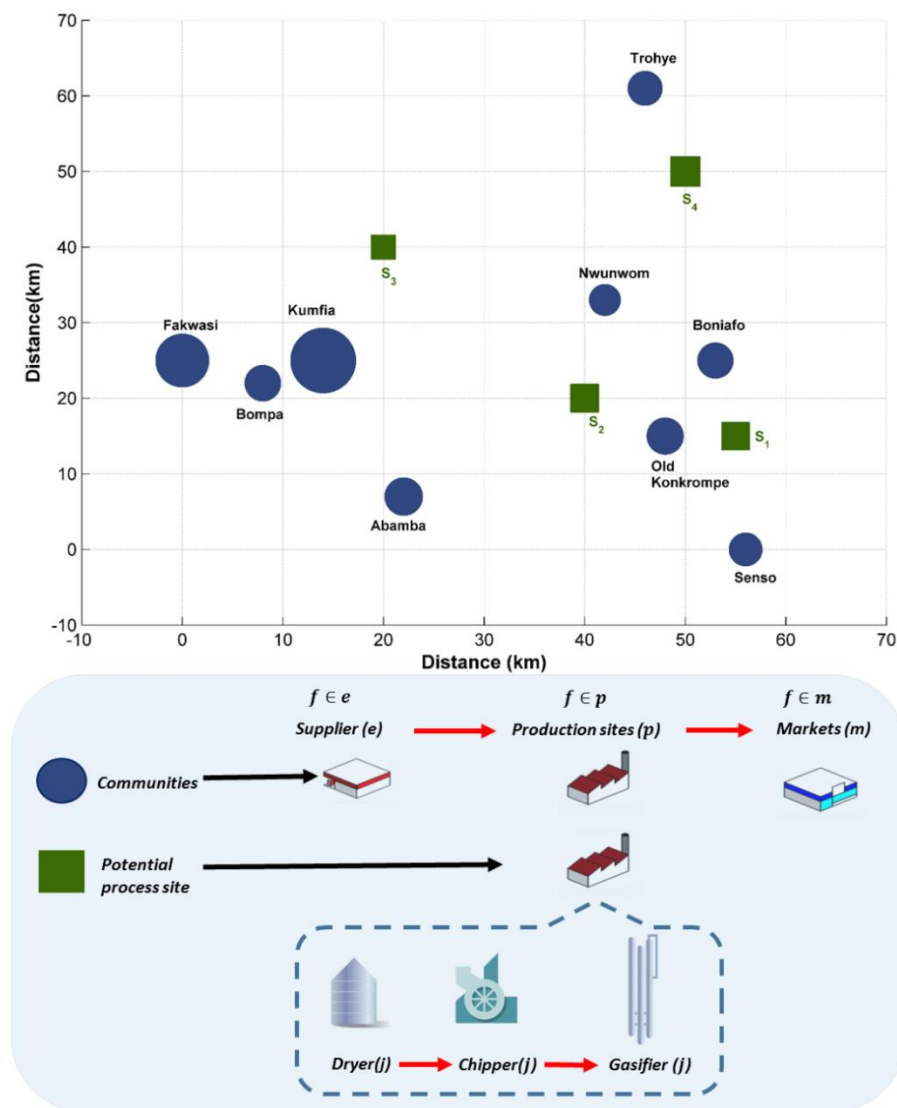 70
60
50
40
30
20
10
0
-10
Distance(km)
Trohye
S4
S3
Nwunwom
Kumfia
Fakwasi
Boniafo
Bompa
S2
S1
Old
Konkrompe
Abamba
Senso
-10 0 10 20 30 40 50 60 70
Distance (km)
f ∈ e f ∈ p f ∈ m
Supplier (e) Production sites (p) Markets (m)
Communities
Potential
process site
Dryer(j) Chipper(j) Gasifier (j)